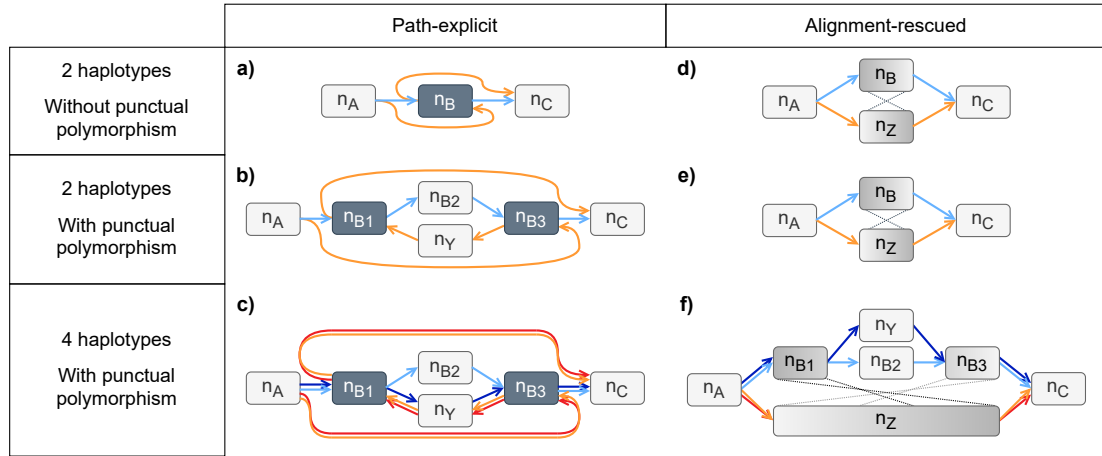 Path-explicit
Alignment-rescued
2 haplotypes
Without punctual
polymorphism
a)
nA
nB
nC
d)
nA
nB
nZ
nC
2 haplotypes
With punctual
polymorphism
b)
nA
nB1
nB2
nY
nB3
nC
e)
nA
nB
nZ
nC
4 haplotypes
With punctual
polymorphism
c)
nA
nB1
nB2
nY
nB3
nC
f)
nA
nB1
nY
nB2
nB3
nZ
nC